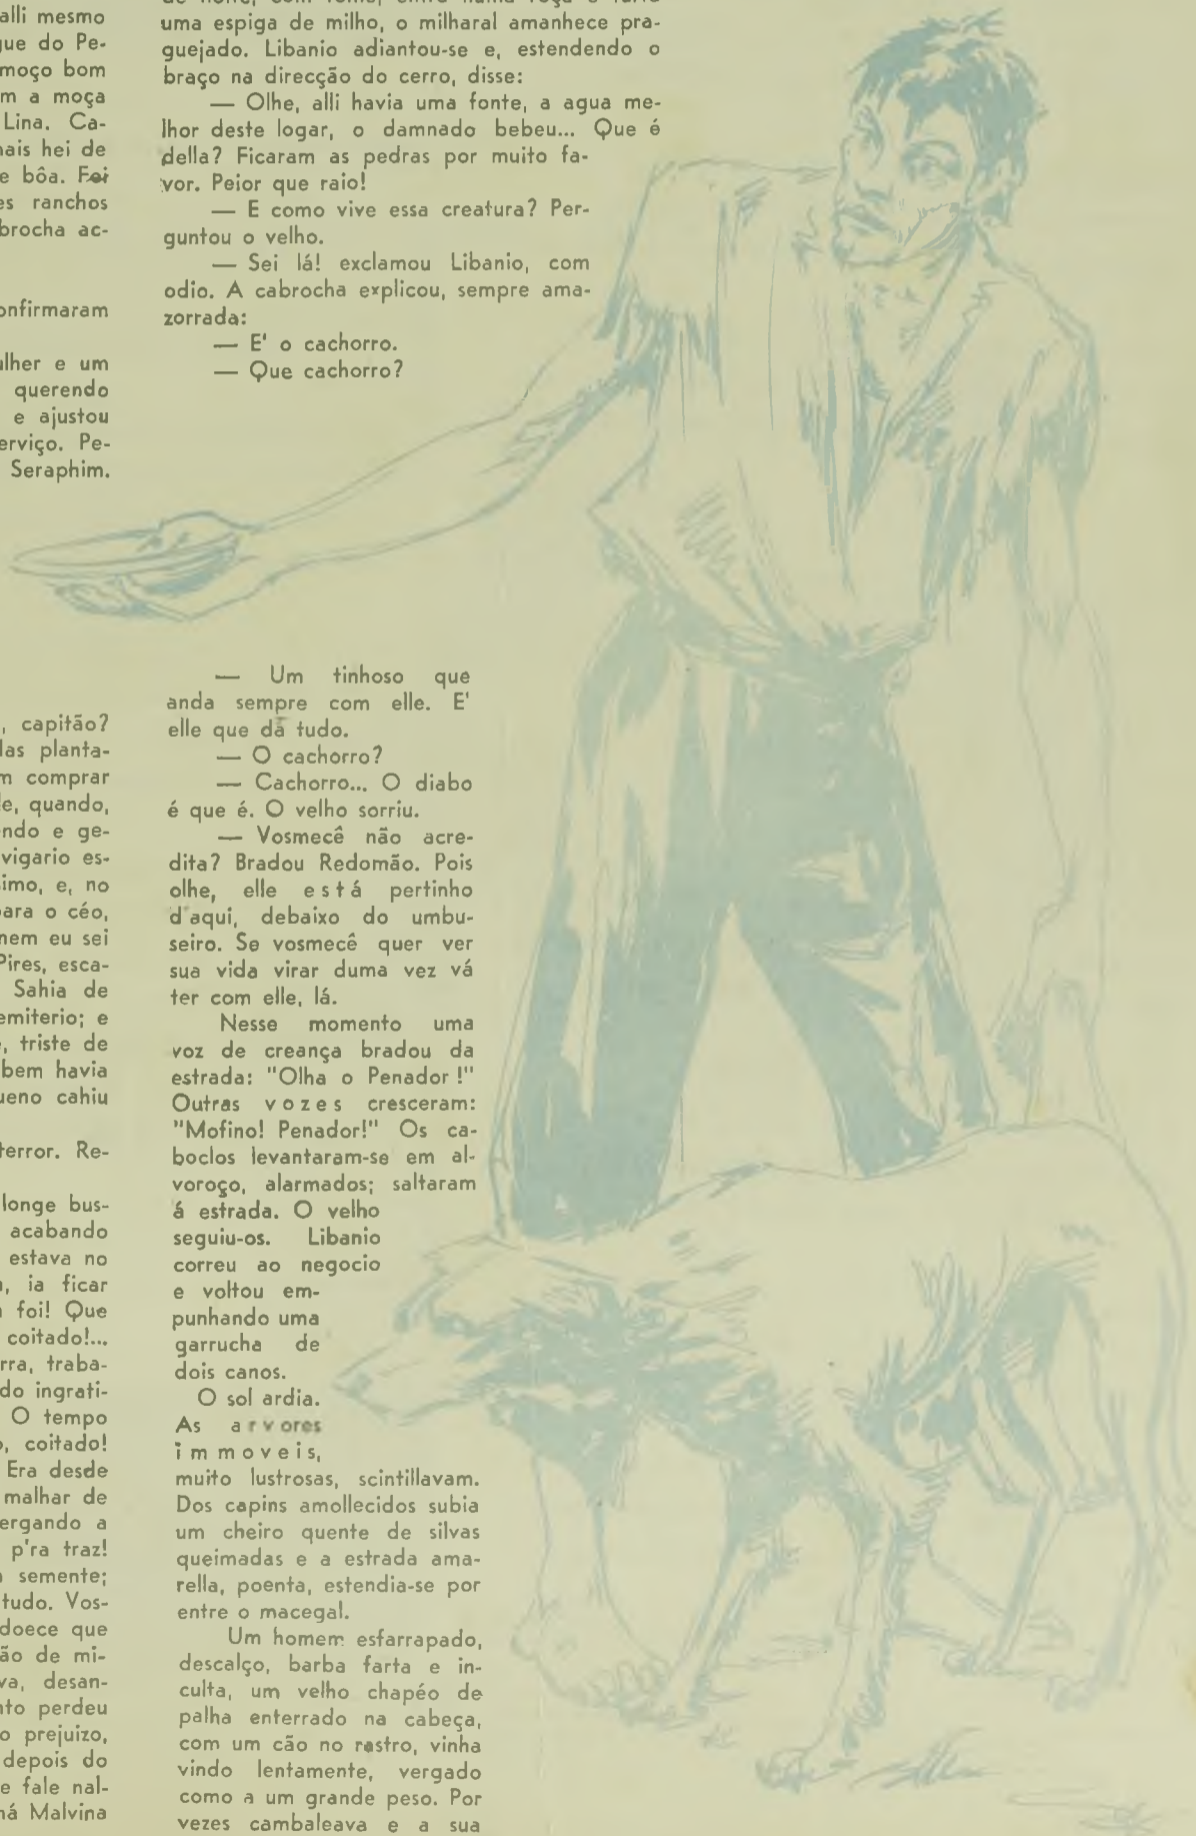 alli mesmo
gue do Pe-
moço bom
m a moça
Lina. Ca-
nais hei de
e bôa. Foi
es ranchos
brocha ac-
onfirmaram
ulher e um
querendo
e ajustou
erviço. Pe-
Seraphim.
, capitão?
las planta-
m comprar
le, quando,
endo e ge-
vigario es-
simo, e, no
para o céo,
nem eu sei
Pires, esca-
Sahia de
emiterio; e
e, triste de
bem havia
ueno cahiu
terror. Re-
longe bus-
acabando
estava no
a, ia ficar
a foi! Que
coitado!...
rra, traba-
do ingrati-
O tempo
o, coitado!
Era desde
malhar de
ergando a
p'ra traz!
a semente;
tudo. Vos-
doece que
ão de mi-
va, desan-
nto perdeu
o prejuizo,
depois do
e fale nal-
há Malvina
uma espiga de milho, o milharal amanhece pra-
guejado. Libanio adiantou-se e, estendendo o
braço na direcção do cerro, disse:
— Olhe, alli havia uma fonte, a agua me-
lhor deste logar, o damnado bebeu... Que é
della? Ficaram as pedras por muito fa-
vor. Peior que raio!
— E como vive essa creatura? Per-
guntou o velho.
— Sei lá! exclamou Libanio, com
odio. A cabrocha explicou, sempre ama-
zorrada:
— E' o cachorro.
— Que cachorro?
— Um tinhoso que
anda sempre com elle. E'
elle que dá tudo.
— O cachorro?
— Cachorro... O diabo
é que é. O velho sorriu.
— Vosmecê não acre-
dita? Bradou Redomão. Pois
olhe, elle está pertinho
d'aqui, debaixo do umbu-
seiro. Se vosmecê quer ver
sua vida virar duma vez vá
ter com elle, lá.
Nesse momento uma
voz de creança bradou da
estrada: "Olha o Penador!"
Outras vozes cresceram:
"Mofino! Penador!" Os ca-
boclos levantaram-se em al-
voroço, alarmados; saltaram
á estrada. O velho
seguiu-os. Libanio
correu ao negocio
e voltou em-
punhando uma
garrucha de
dois canos.
O sol ardia.
As arvores
immoveis,
muito lustrosas, scintillavam.
Dos capins amollecidos subia
um cheiro quente de silvas
queimadas e a estrada ama-
rella, poenta, estendia-se por
entre o macegal.
Um homem esfarrapado,
descalço, barba farta e in-
culta, um velho chapéo de
palha enterrado na cabeça,
com um cão no rastro, vinha
vindo lentamente, vergado
como a um grande peso. Por
vezes cambaleava e a sua